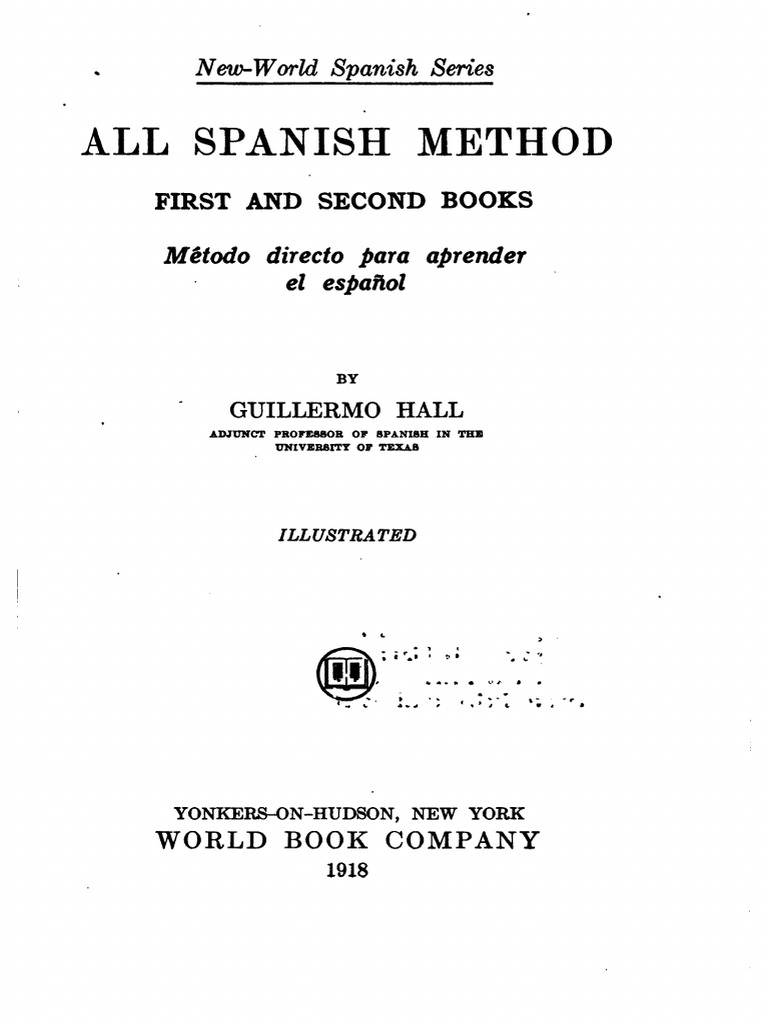 New-World Spanish Series
ALL SPANISH METHOD
FIRST AND SECOND BOOKS
Método directo para aprender
el español
BY
GUILLERMO HALL
ADJUNCT PROFESSOR OF SPANISH IN THE
UNIVERSITY OF TEXAS
ILLUSTRATED
YONKERS-ON-HUDSON, NEW YORK
WORLD BOOK COMPANY
1918